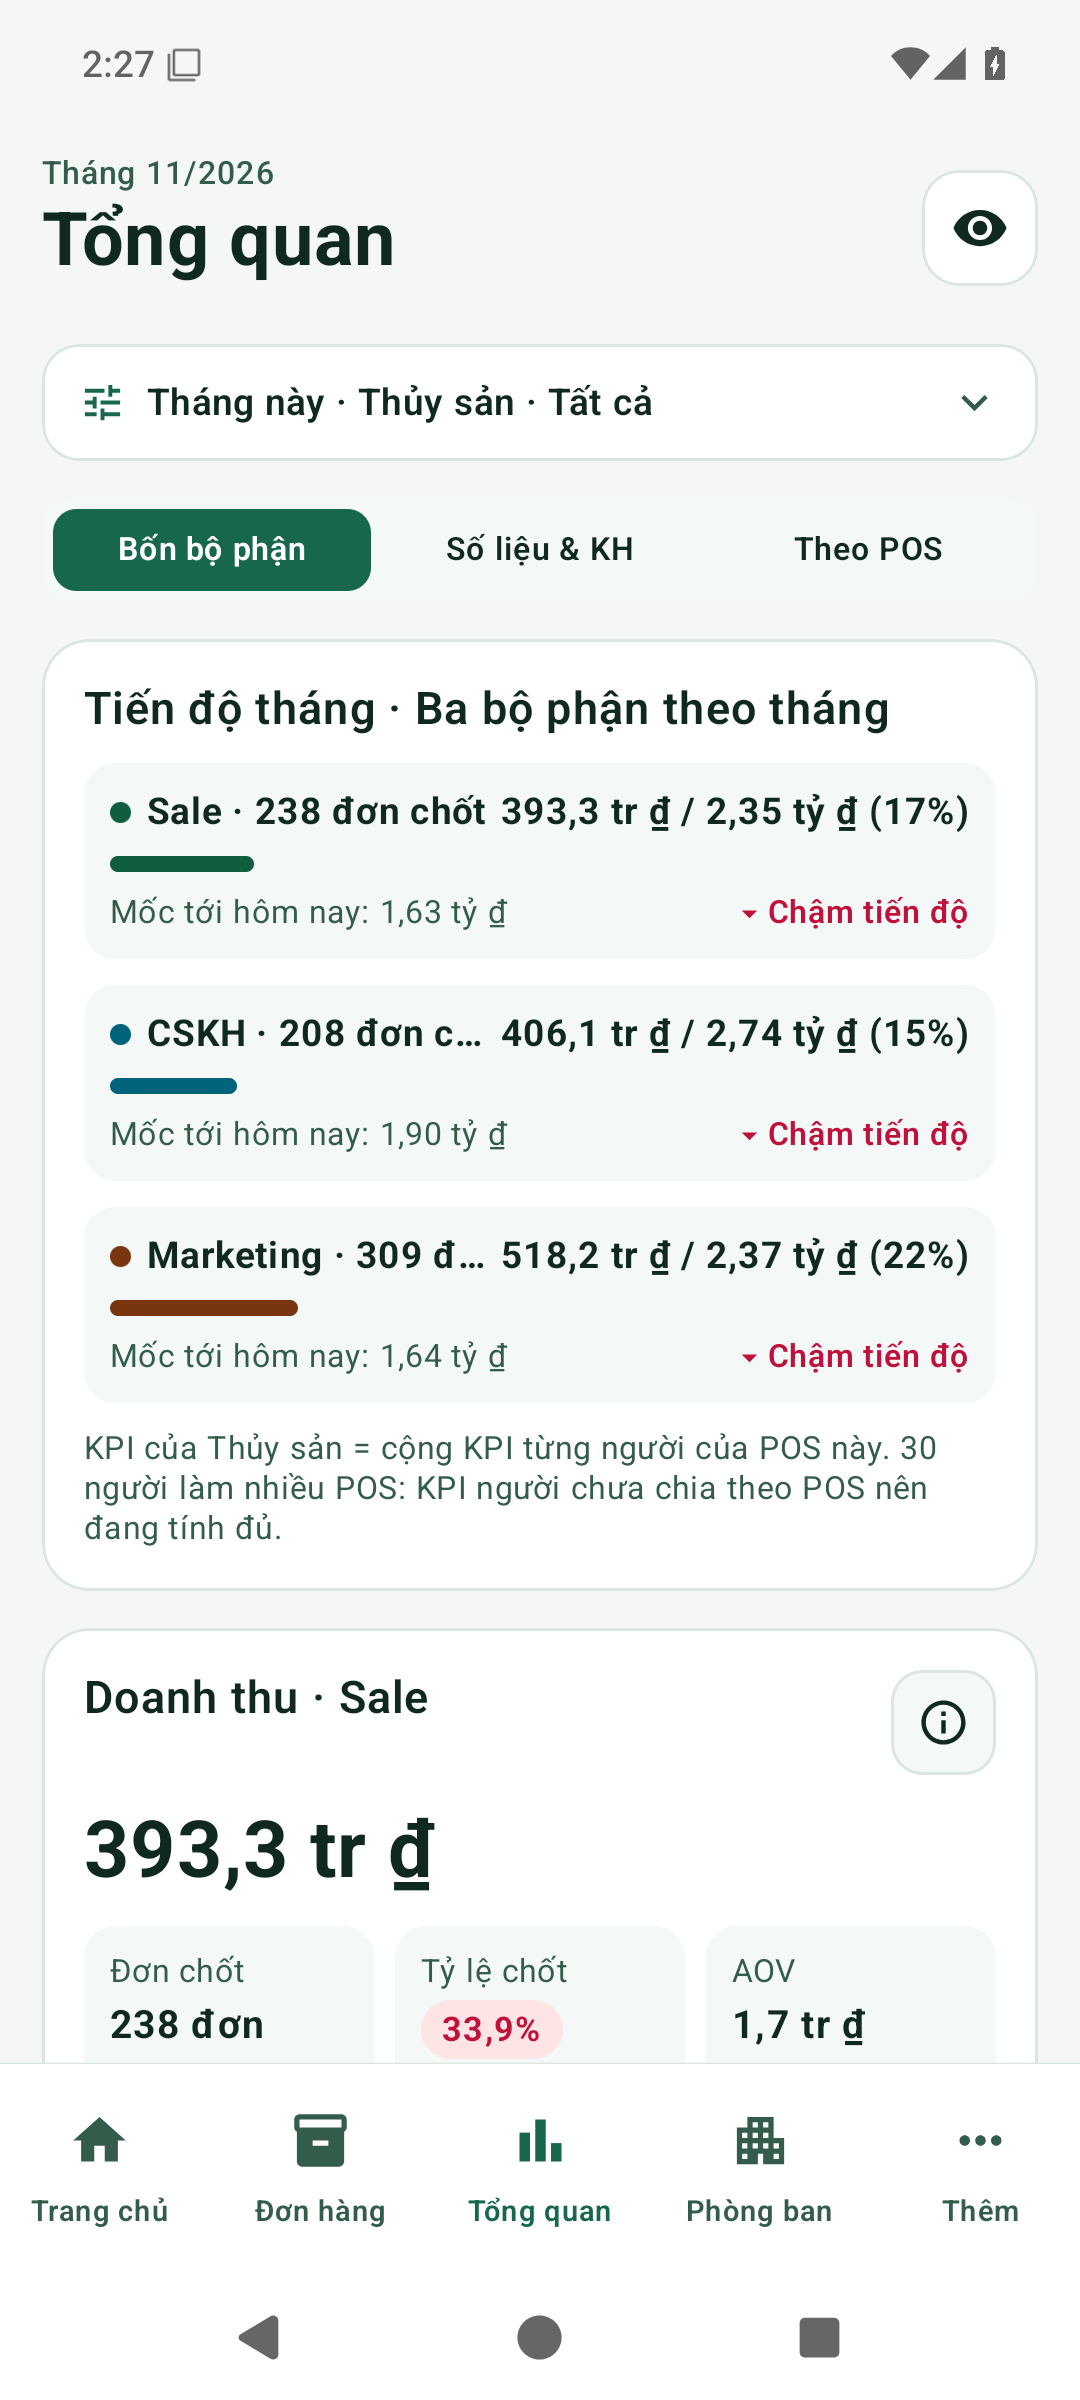 2:27
Tháng 11/2026
Tổng quan
Tháng này · Thủy sản · Tất cả
Bốn bộ phận
Số liệu & KH
Theo POS
Tiến độ tháng · Ba bộ phận theo tháng
Sale · 238 đơn chốt 393,3 tr ₫ / 2,35 tỷ ₫ (17%)
Mốc tới hôm nay: 1,63 tỷ ₫ Chậm tiến độ
CSKH · 208 đơn c... 406,1 tr ₫ / 2,74 tỷ ₫ (15%)
Mốc tới hôm nay: 1,90 tỷ ₫ Chậm tiến độ
Marketing · 309 đ... 518,2 tr ₫ / 2,37 tỷ ₫ (22%)
Mốc tới hôm nay: 1,64 tỷ ₫ Chậm tiến độ
KPI của Thủy sản = cộng KPI từng người của POS này. 30
người làm nhiều POS: KPI người chưa chia theo POS nên
đang tính đủ.
Doanh thu · Sale
393,3 tr ₫
Đơn chốt
238 đơn
Tỷ lệ chốt
33,9%
AOV
1,7 tr ₫
Trang chủ
Đơn hàng
Tổng quan
Phòng ban
Thêm